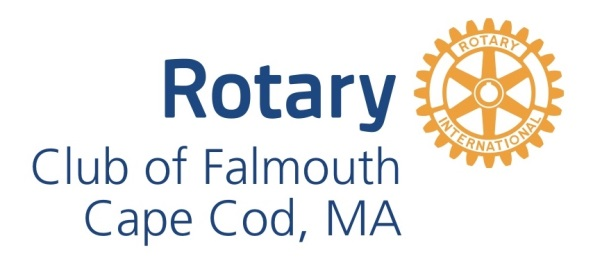 Rotary
Club of Falmouth
Cape Cod, MA
ROTARY
INTERNATIONAL